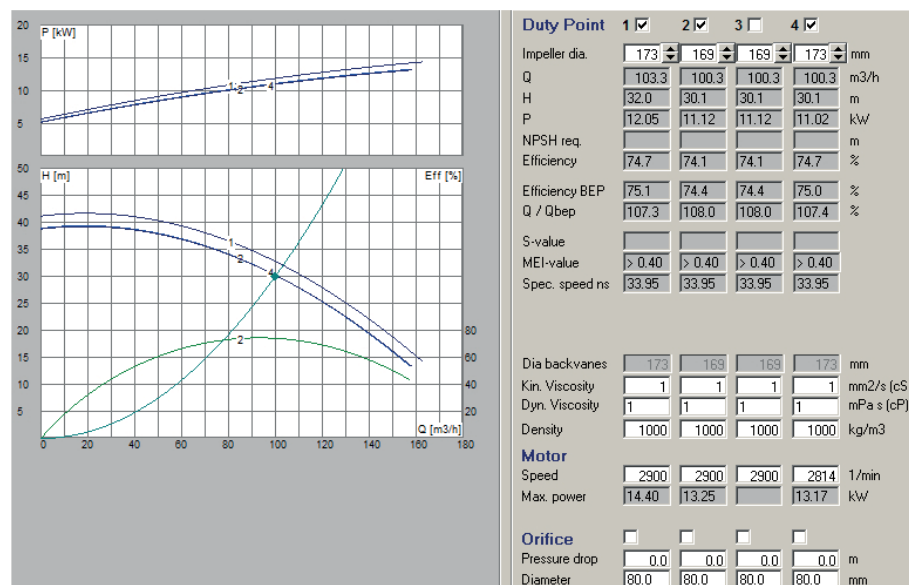 20
P [kW]
15
10
5
1
2
4
50
H [m]
Eff [%]
45
40
35
30
25
20
15
10
5
80
60
40
20
1
2
4
2
0
20
40
60
80
100
120
140
160
180
Q [m3/h]
Duty Point 1 2 3 4
Impeller dia. 173 169 169 173 mm
Q 103.3 100.3 100.3 100.3 m3/h
H 32.0 30.1 30.1 30.1 m
P 12.05 11.12 11.12 11.02 kW
NPSH req. m
Efficiency 74.7 74.1 74.1 74.7 %
Efficiency BEP 75.1 74.4 74.4 75.0 %
Q / Qbep 107.3 108.0 108.0 107.4 %
S-value
MEI-value > 0.40 > 0.40 > 0.40 > 0.40
Spec. speed ns 33.95 33.95 33.95 33.95
Dia backvanes 173 169 169 173 mm
Kin. Viscosity 1 1 1 1 mm2/s (cS
Dyn. Viscosity 1 1 1 1 mPa s (cP)
Density 1000 1000 1000 1000 kg/m3
Motor
Speed 2900 2900 2900 2814 1/min
Max. power 14.40 13.25 13.17 kW
Orifice
Pressure drop 0.0 0.0 0.0 0.0 m
Diameter 80.0 80.0 80.0 80.0 mm